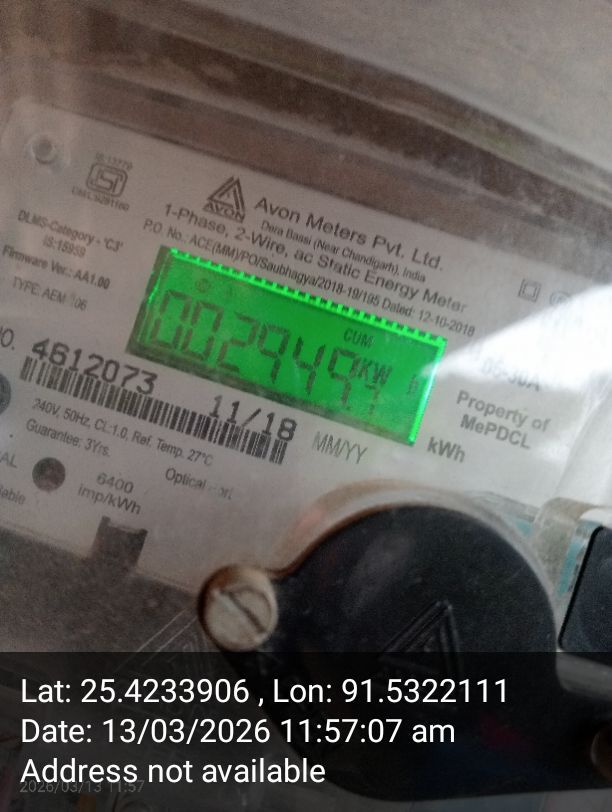 IS:13779
AVON
Avon Meters Pvt. Ltd.
Dera Bassi (Near Chandigarh), India
1-Phase, 2-Wire, ac Static Energy Meter
P.O No.: ACE(MM)/PO/Saubhagya/2018-19/195 Dated: 12-10-2018
DLMS-Category - 'C3'
IS:15959
Firmware Ver.: AA1.00
TYPE: AEM
CUM
002949.7
KW
4612073
11/18
MM/YY
kWh
Property of
MePDCL
240V, 50Hz, CL:1.0, Ref. Temp. 27°C
Guarantee: 3Yrs.
6400
imp/kWh
Optical
Lat: 25.4233906 , Lon: 91.5322111
Date: 13/03/2026 11:57:07 am
Address not available
2026/03/13 11:57